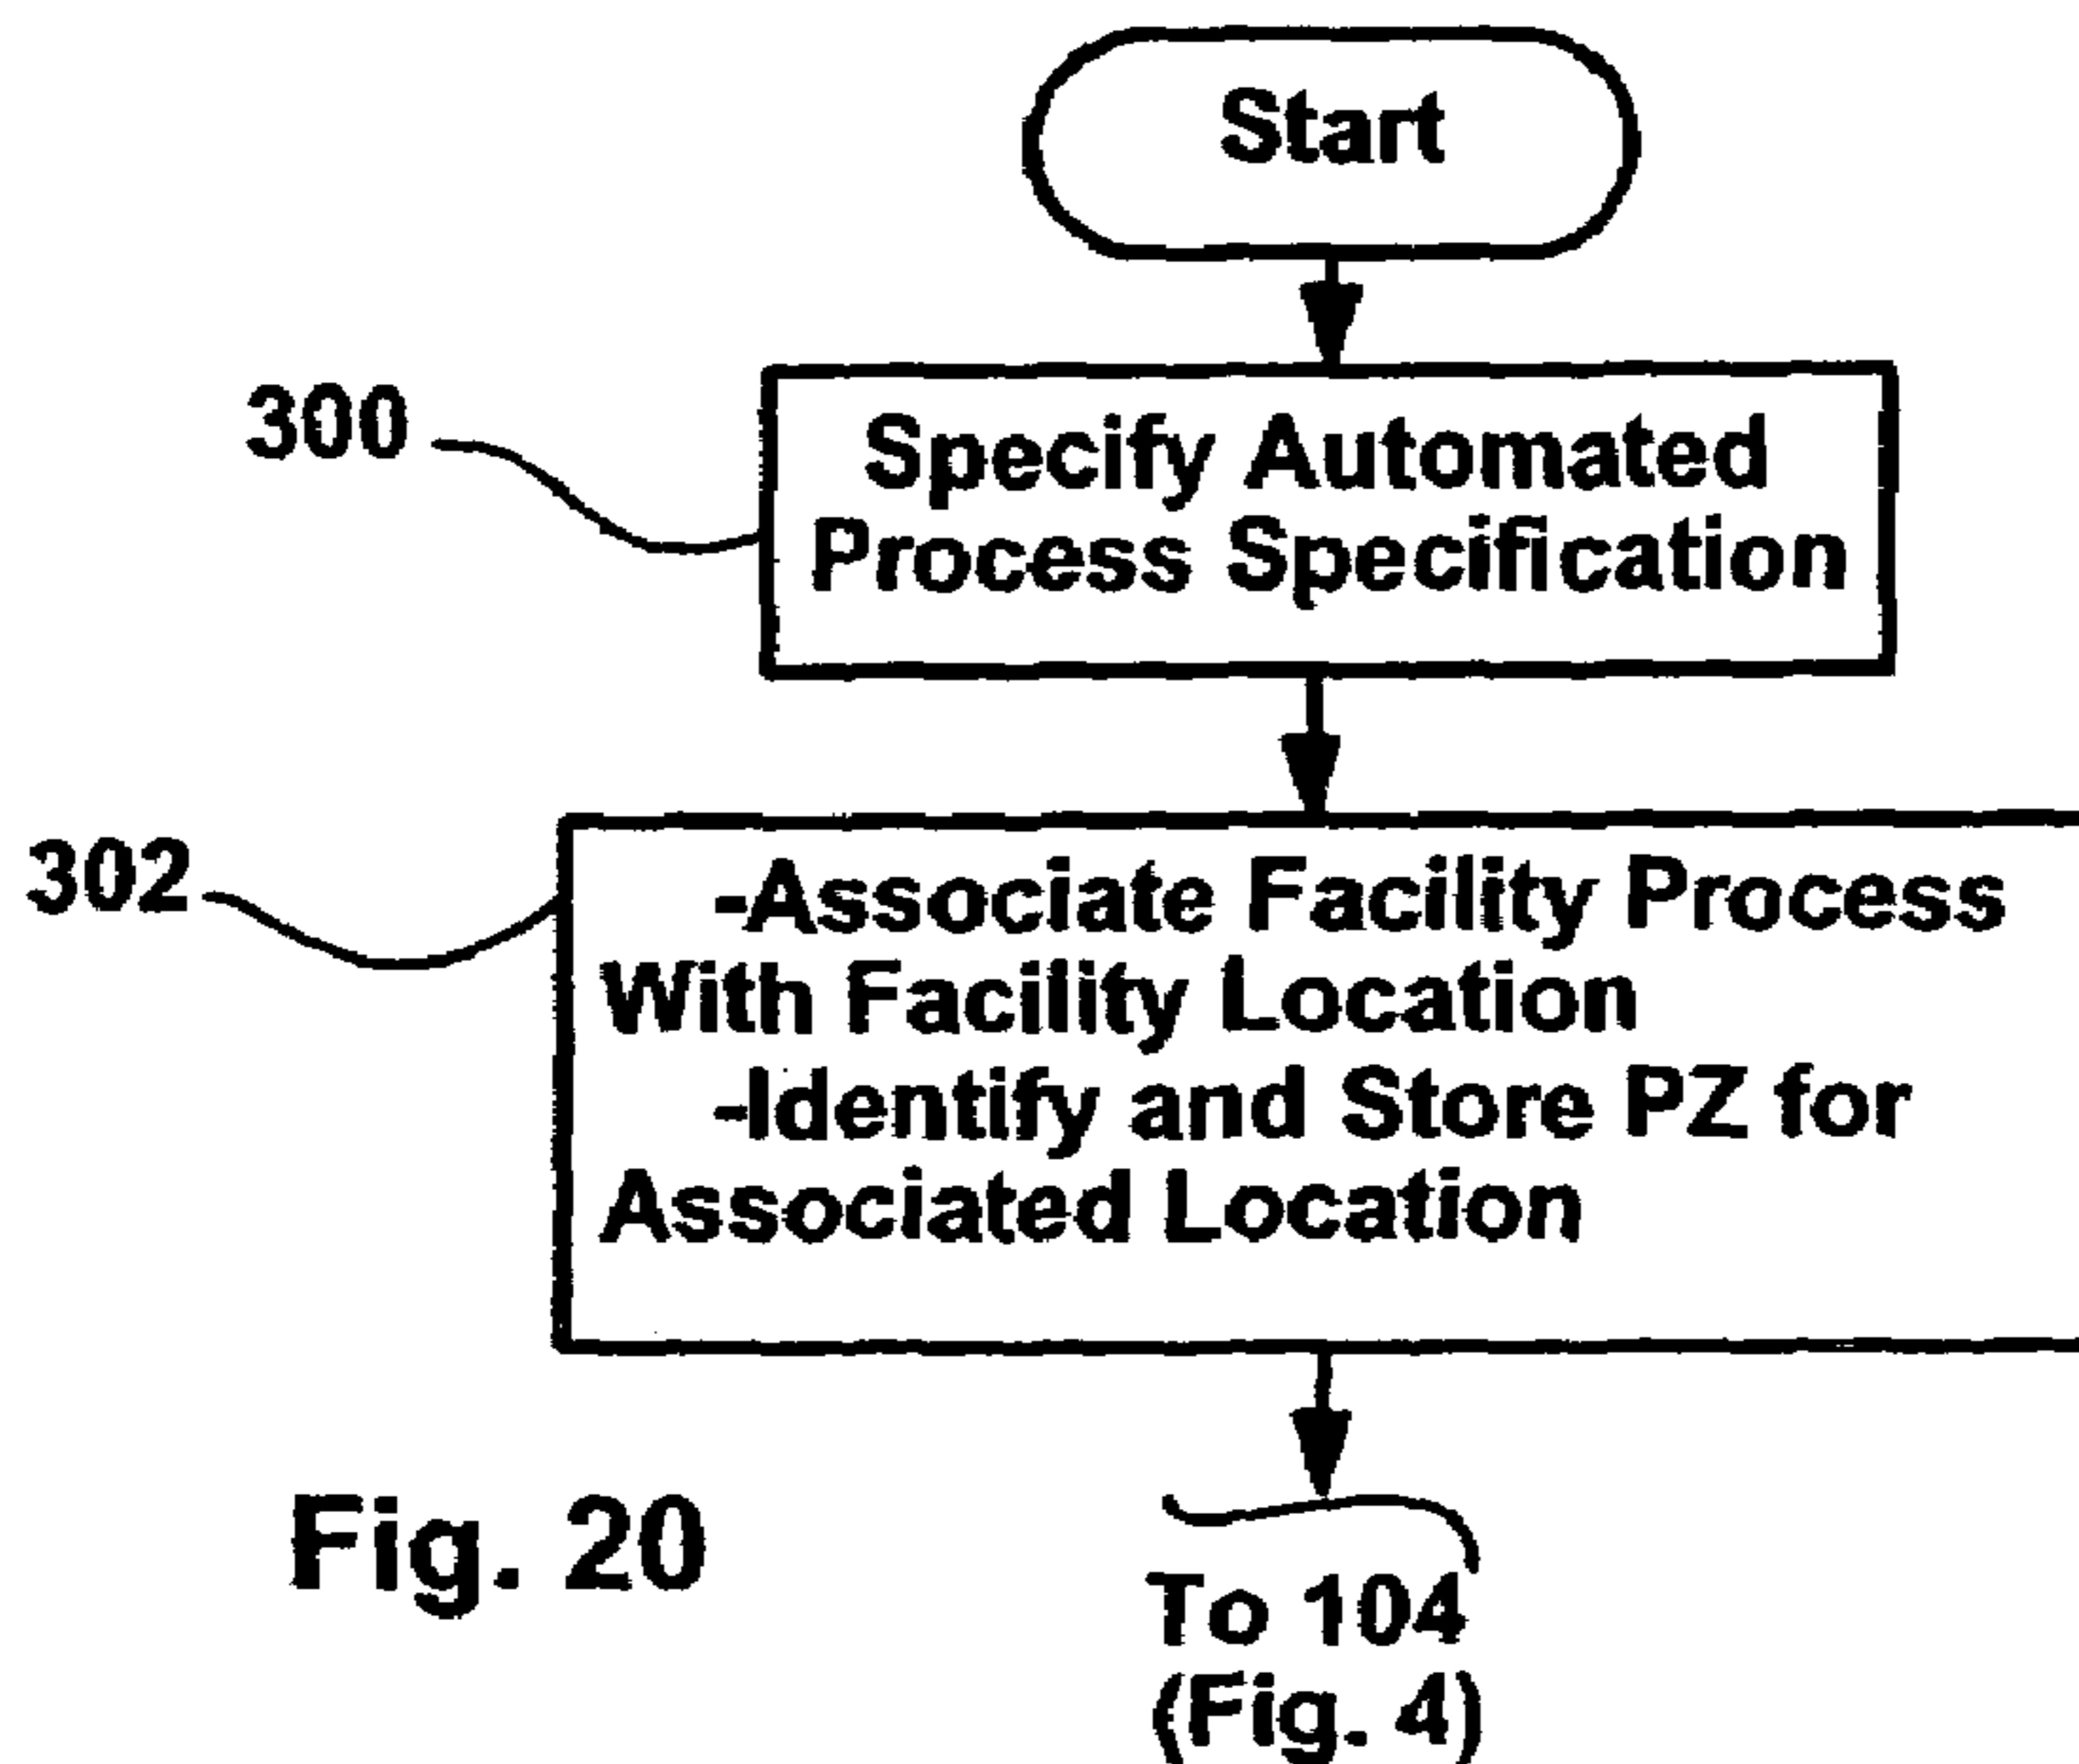 Start
300
Specify Automated
Process Specification
302
-Associate Facility Process
With Facility Location
-Identify and Store PZ for
Associated Location
Fig. 20
To 104
(Fig. 4)